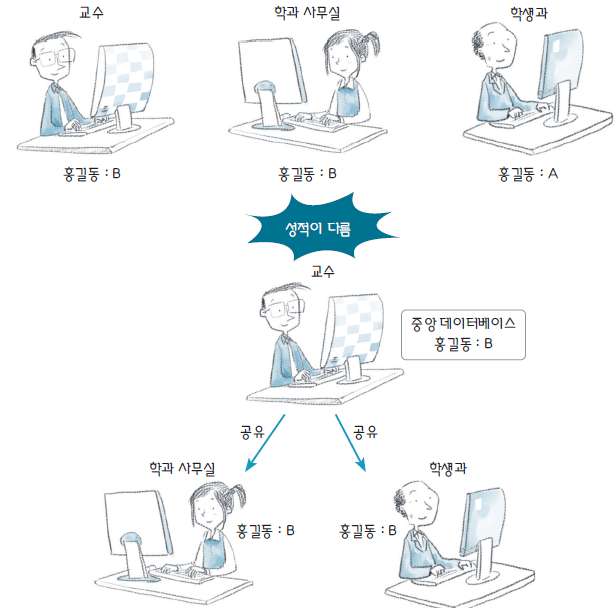 교수
학과 사무실
학생과
홍길동 : B
홍길동 : B
홍길동 : A
성적이 다름
교수
중앙 데이터베이스
홍길동 : B
공유
공유
학과 사무실
학생과
홍길동 : B
홍길동 : B